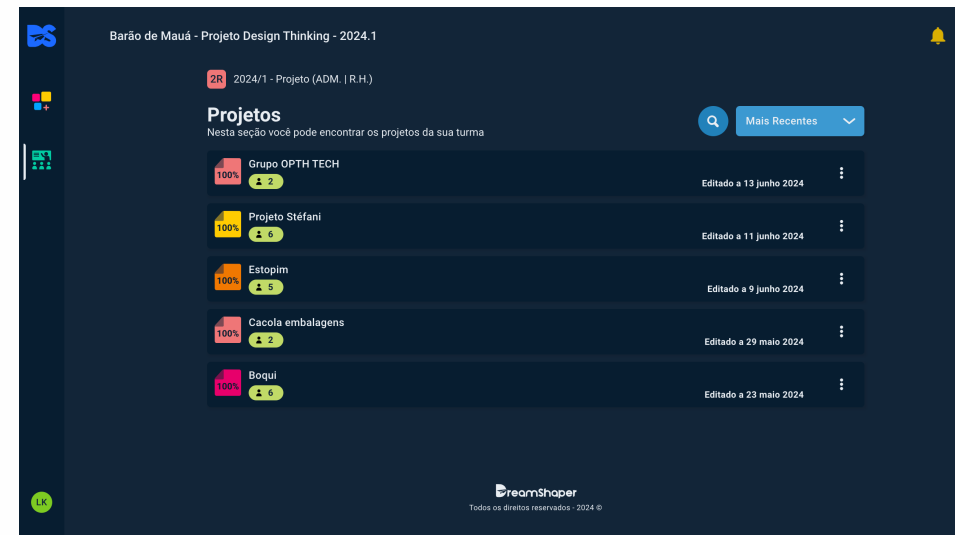 DS
Barão de Mauá - Projeto Design Thinking - 2024.1
2R 2024/1 - Projeto (ADM. | R.H.)
Projetos
Nesta seção você pode encontrar os projetos da sua turma
Mais Recentes
100% Grupo OPTH TECH
2
Editado a 13 junho 2024
100% Projeto Stéfani
6
Editado a 11 junho 2024
100% Estopim
5
Editado a 9 junho 2024
100% Cacola embalagens
2
Editado a 29 maio 2024
100% Boqui
6
Editado a 23 maio 2024
LK
DreamShaper
Todos os direitos reservados - 2024 ©